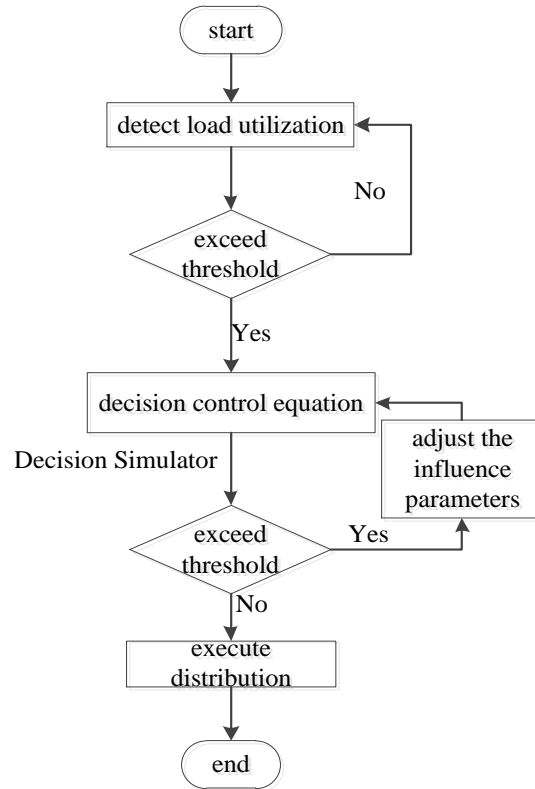 start
detect load utilization
No
exceed
threshold
Yes
decision control equation
adjust the
influence
parameters
Decision Simulator
exceed
threshold
Yes
No
execute
distribution
end